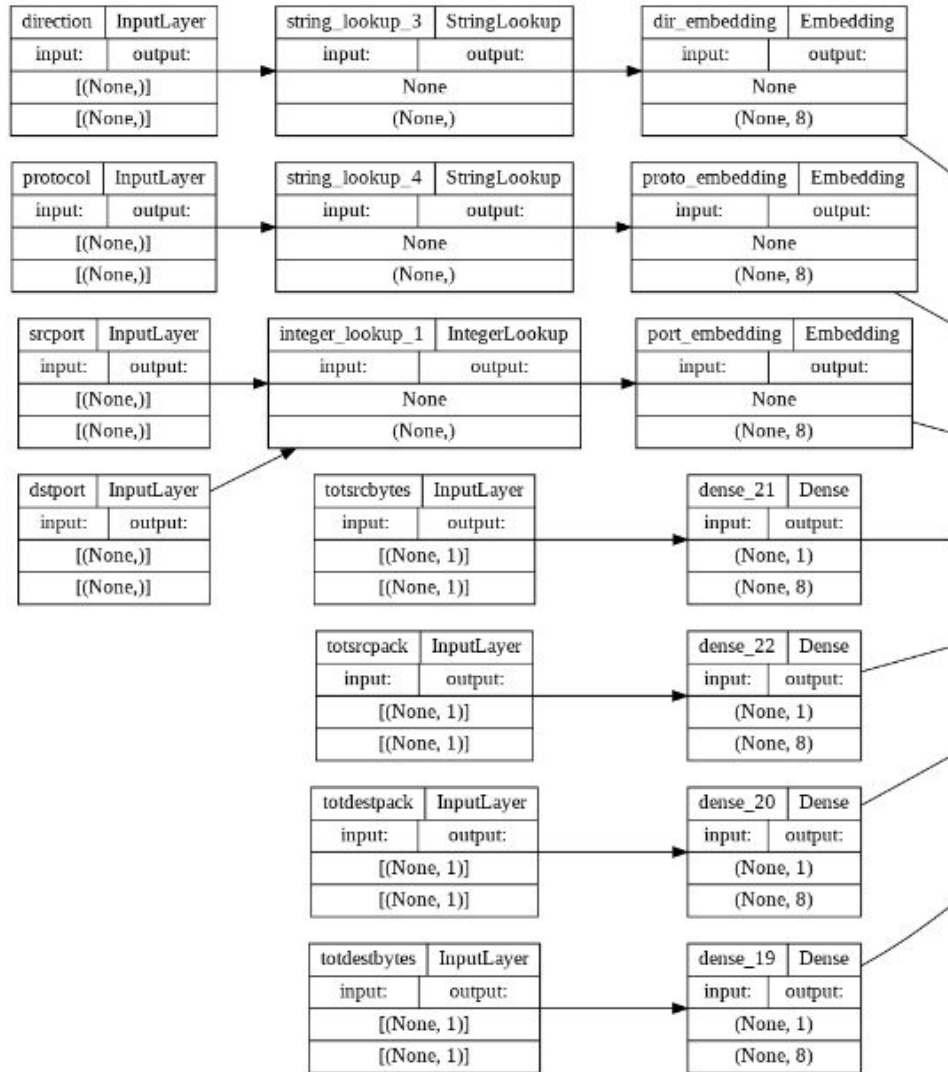 direction InputLayer
input: output:
[(None,)]
[(None,)]
string_lookup_3 StringLookup
input: output:
None
(None,)
dir_embedding Embedding
input: output:
None
(None, 8)
protocol InputLayer
input: output:
[(None,)]
[(None,)]
string_lookup_4 StringLookup
input: output:
None
(None,)
proto_embedding Embedding
input: output:
None
(None, 8)
srcport InputLayer
input: output:
[(None,)]
[(None,)]
integer_lookup_1 IntegerLookup
input: output:
None
(None,)
port_embedding Embedding
input: output:
None
(None, 8)
dstport InputLayer
input: output:
[(None,)]
[(None,)]
totsrcbytes InputLayer
input: output:
[(None, 1)]
[(None, 1)]
dense_21 Dense
input: output:
(None, 1)
(None, 8)
totsrcpack InputLayer
input: output:
[(None, 1)]
[(None, 1)]
dense_22 Dense
input: output:
(None, 1)
(None, 8)
totdestpack InputLayer
input: output:
[(None, 1)]
[(None, 1)]
dense_20 Dense
input: output:
(None, 1)
(None, 8)
totdestbytes InputLayer
input: output:
[(None, 1)]
[(None, 1)]
dense_19 Dense
input: output:
(None, 1)
(None, 8)